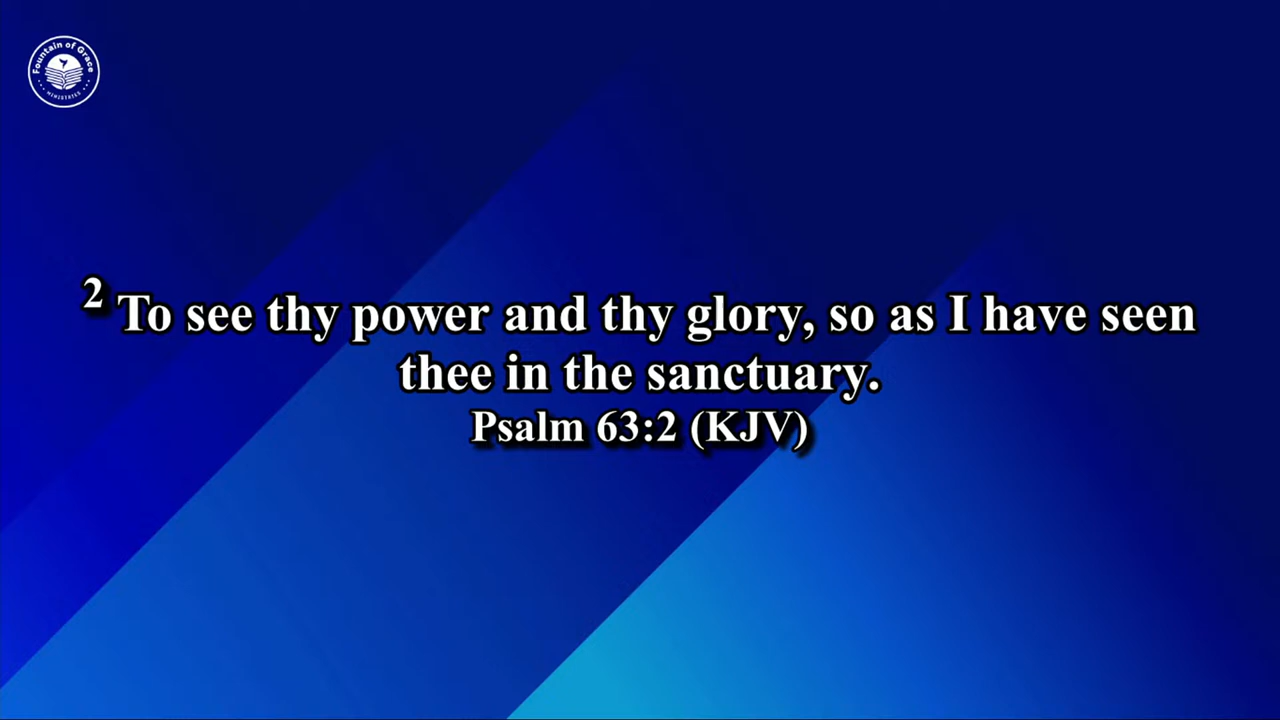 Fountain of Grace
MINISTRIES
2 To see thy power and thy glory, so as I have seen
thee in the sanctuary.
Psalm 63:2 (KJV)